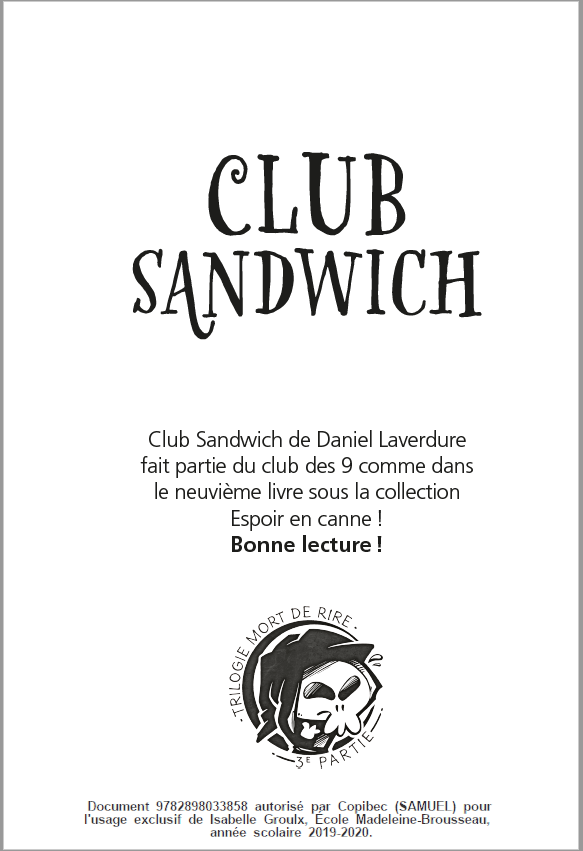 CLUB
SANDWICH
Club Sandwich de Daniel Laverdure
fait partie du club des 9 comme dans
le neuvième livre sous la collection
Espoir en canne !
Bonne lecture !
· TRILOGIE MORT DE RIRE ·
3E PARTIE
Document 9782898033858 autorisé par Copibec (SAMUEL) pour
l'usage exclusif de Isabelle Groulx, École Madeleine-Brousseau,
année scolaire 2019-2020.